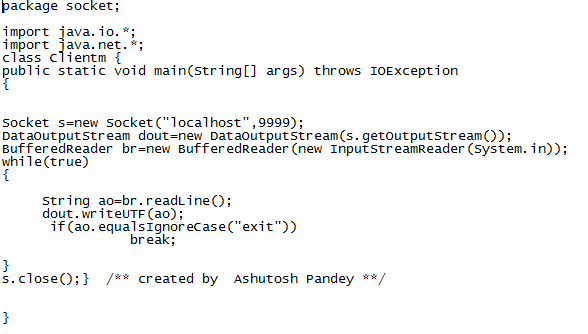 package socket;
import java.io.*;
import java.net.*;
class Clientm {
public static void main(String[] args) throws IOException
{
Socket s=new Socket("localhost",9999);
DataOutputStream dout=new DataOutputStream(s.getOutputStream());
BufferedReader br=new BufferedReader(new InputStreamReader(System.in));
while(true)
{
String ao=br.readLine();
dout.writeUTF(ao);
if(ao.equalsIgnoreCase("exit"))
break;
}
s.close();}  /** created by  Ashutosh Pandey **/
}